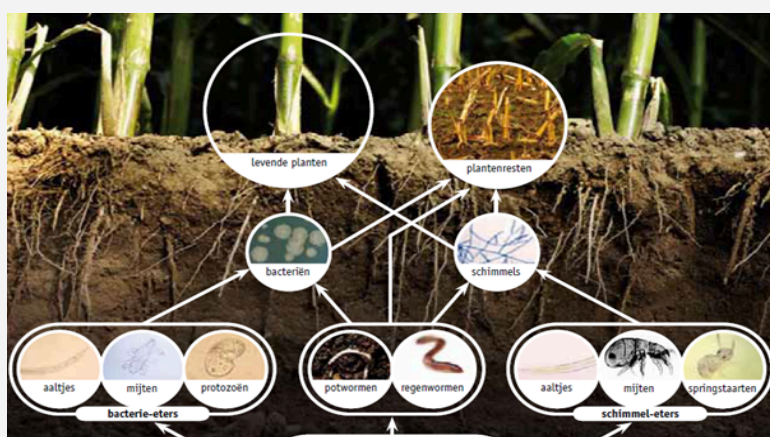 levende planten
plantenresten
bacteriën
schimmels
aaltjes
mijten
protozoën
potwormen
regenwormen
aaltjes
mijten
springstaarten
bacterie-eters
schimmel-eters